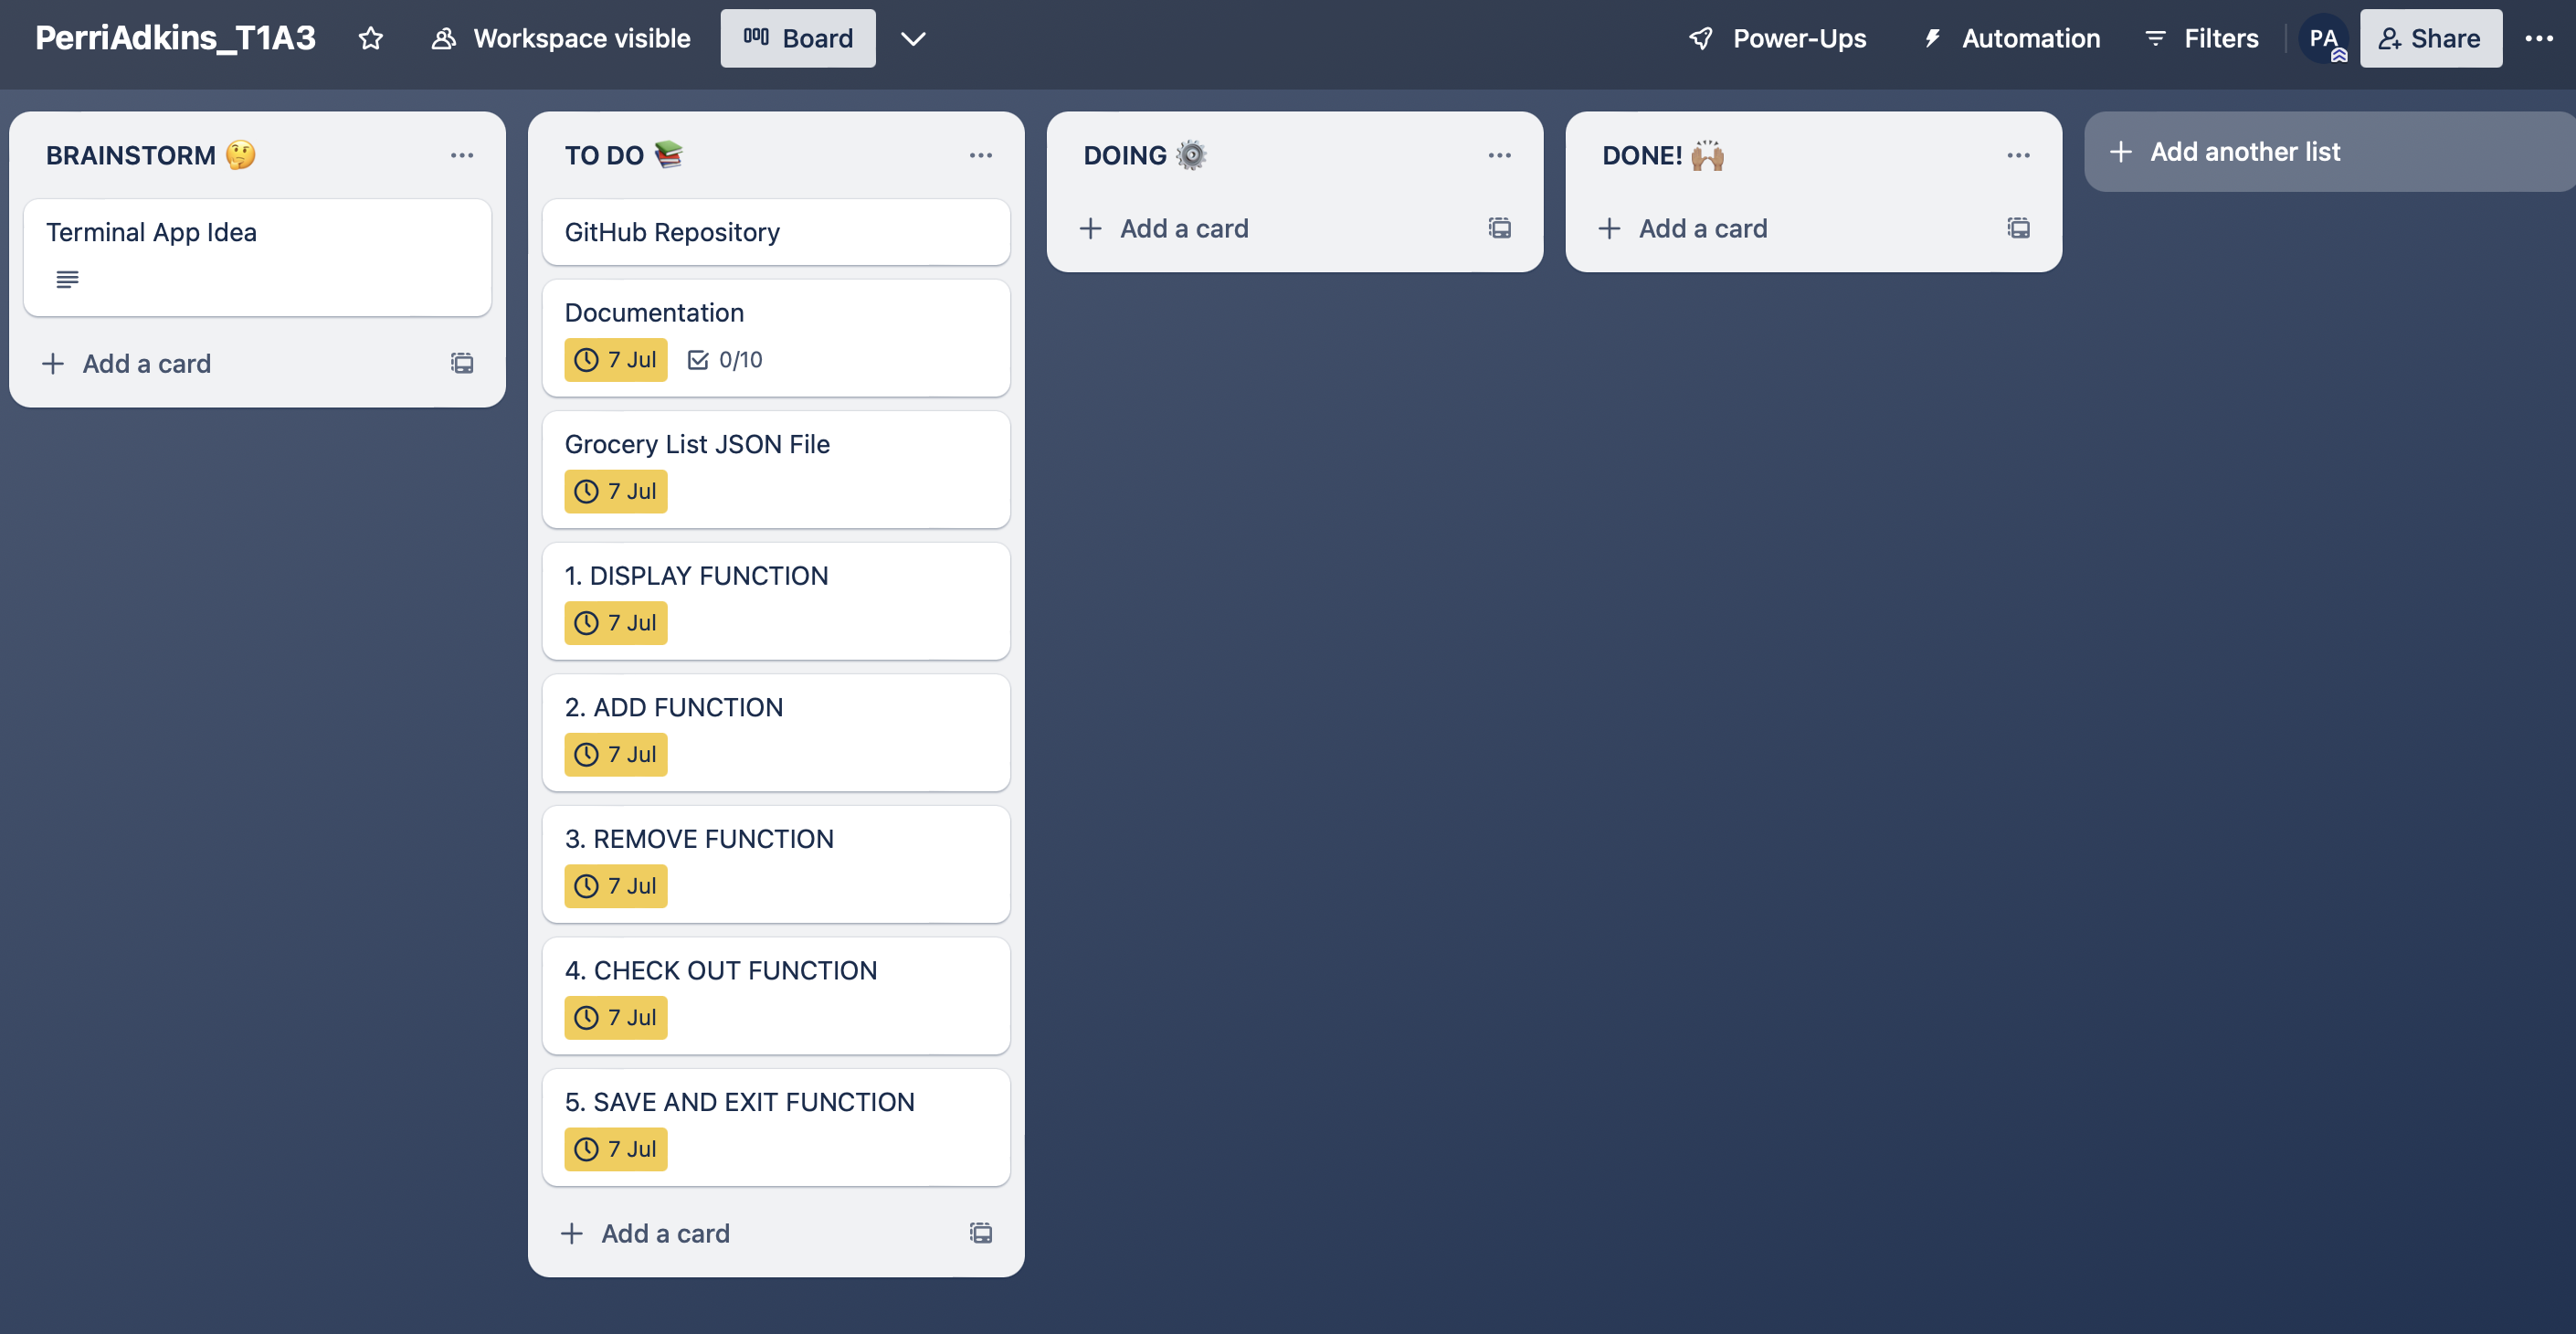 PerriAdkins_T1A3
Workspace visible
Board
Power-Ups
Automation
Filters
PA
Share
BRAINSTORM 🤔
Terminal App Idea
Add a card
TO DO 📚
GitHub Repository
Documentation
7 Jul 0/10
Grocery List JSON File
7 Jul
1. DISPLAY FUNCTION
7 Jul
2. ADD FUNCTION
7 Jul
3. REMOVE FUNCTION
7 Jul
4. CHECK OUT FUNCTION
7 Jul
5. SAVE AND EXIT FUNCTION
7 Jul
Add a card
DOING ⚙️
Add a card
DONE! 🙌🏽
Add a card
Add another list